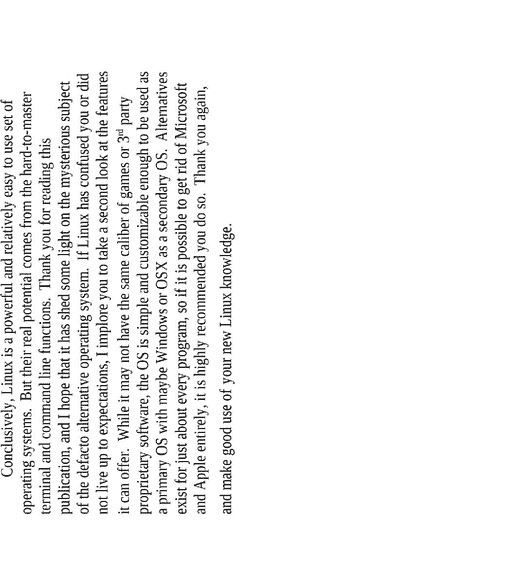 Conclusively, Linux is a powerful and relatively easy to use set of
operating systems. But their real potential comes from the hard-to-master
terminal and command line functions. Thank you for reading this
publication, and I hope that it has shed some light on the mysterious subject
of the defacto alternative operating system. If Linux has confused you or did
not live up to expectations, I implore you to take a second look at the features
it can offer. While it may not have the same caliber of games or 3rd party
proprietary software, the OS is simple and customizable enough to be used as
a primary OS with maybe Windows or OSX as a secondary OS. Alternatives
exist for just about every program, so if it is possible to get rid of Microsoft
and Apple entirely, it is highly recommended you do so. Thank you again,
and make good use of your new Linux knowledge.